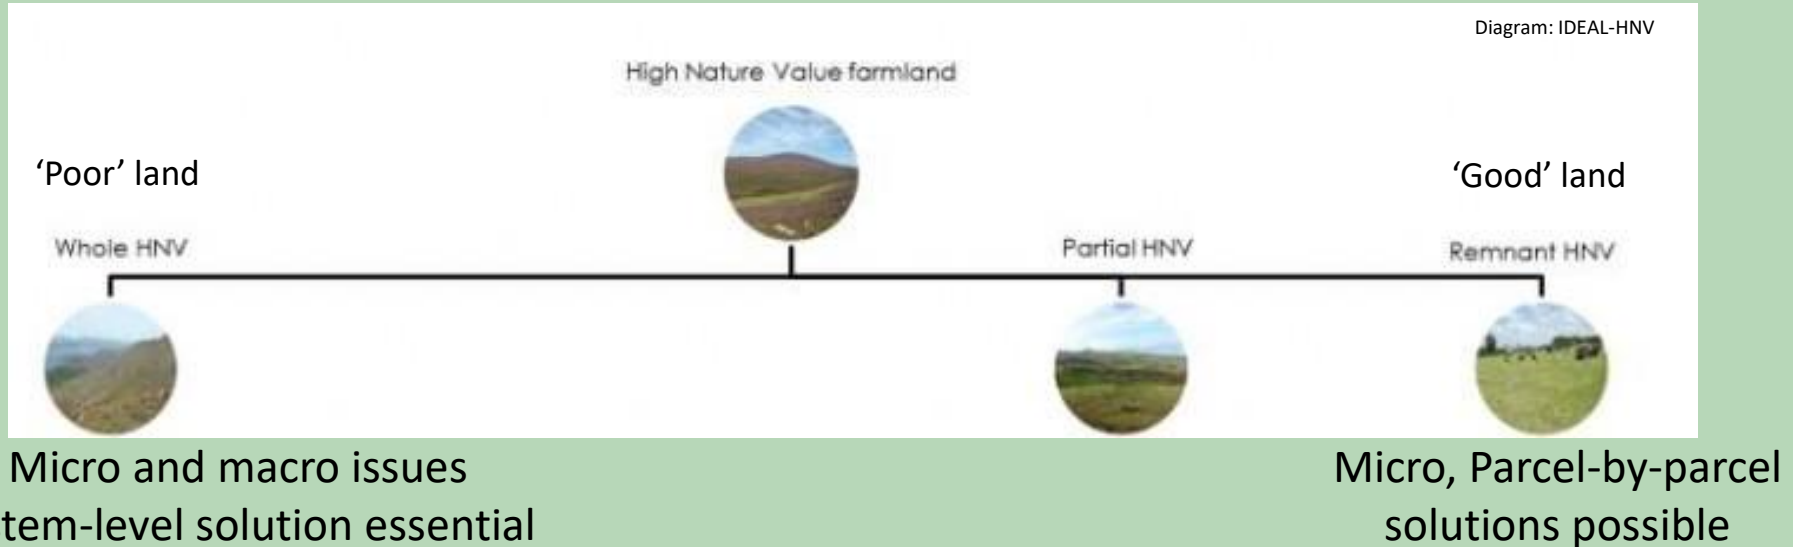 Diagram: IDEAL-HNV
High Nature Value farmland
‘Poor’ land
‘Good’ land
Whole HNV
Partial HNV
Remnant HNV
Micro and macro issues
tem-level solution essential
Micro, Parcel-by-parcel
solutions possible